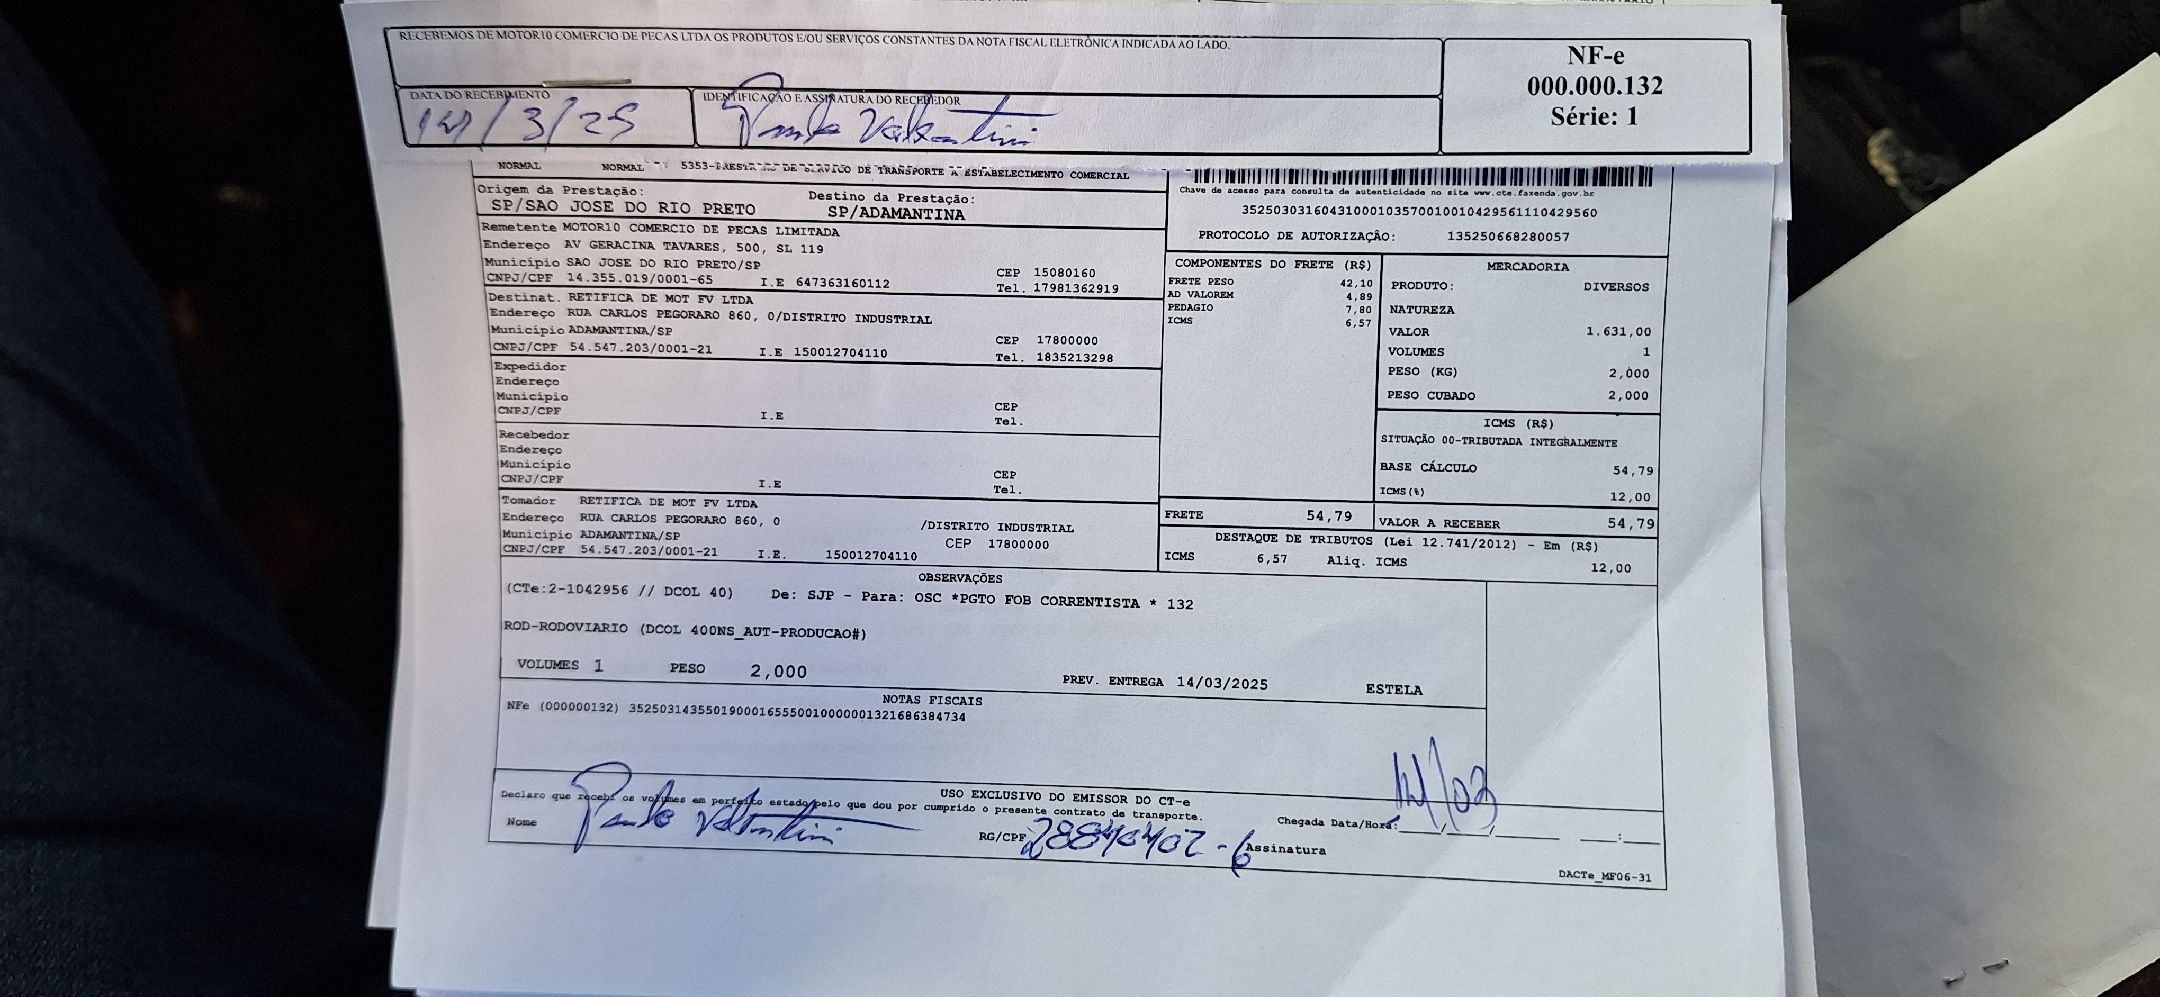 RECEBEMOS DE MOTOR10 COMERCIO DE PECAS LTDA OS PRODUTOS E/OU SERVIÇOS CONSTANTES DA NOTA FISCAL ELETRÔNICA INDICADA AO LADO.
NF-e
000.000.132
Série: 1
DATA DO RECEBIMENTO
14/3/25
IDENTIFICAÇÃO E ASSINATURA DO RECEBEDOR
Paulo Valentini
NORMAL NORMAL 5353-PRESTAÇÃO DE SERVICO DE TRANSPORTE A ESTABELECIMENTO COMERCIAL
Origem da Prestação: Destino da Prestação:
SP/SAO JOSE DO RIO PRETO SP/ADAMANTINA
Chave de acesso para consulta de autenticidade no site www.cte.fazenda.gov.br
35250303160431000103570010010429561110429560
PROTOCOLO DE AUTORIZAÇÃO: 135250668280057
Remetente MOTOR10 COMERCIO DE PECAS LIMITADA
Endereço AV GERACINA TAVARES, 500, SL 119
Município SAO JOSE DO RIO PRETO/SP CEP 15080160
CNPJ/CPF 14.355.019/0001-65 I.E 647363160112 Tel. 17981362919
Destinat. RETIFICA DE MOT FV LTDA
Endereço RUA CARLOS PEGORARO 860, 0/DISTRITO INDUSTRIAL
Município ADAMANTINA/SP CEP 17800000
CNPJ/CPF 54.547.203/0001-21 I.E 150012704110 Tel. 1835213298
Expedidor
Endereço
Município CEP
CNPJ/CPF I.E Tel.
Recebedor
Endereço
Município CEP
CNPJ/CPF I.E Tel.
Tomador RETIFICA DE MOT FV LTDA
Endereço RUA CARLOS PEGORARO 860, 0 /DISTRITO INDUSTRIAL
Município ADAMANTINA/SP CEP 17800000
CNPJ/CPF 54.547.203/0001-21 I.E. 150012704110
COMPONENTES DO FRETE (R$)
FRETE PESO 42,10
AD VALOREM 4,89
PEDAGIO 7,80
ICMS 6,57
FRETE 54,79
MERCADORIA
PRODUTO: DIVERSOS
NATUREZA
VALOR 1.631,00
VOLUMES 1
PESO (KG) 2,000
PESO CUBADO 2,000
ICMS (R$)
SITUAÇÃO 00-TRIBUTADA INTEGRALMENTE
BASE CÁLCULO 54,79
ICMS(%) 12,00
VALOR A RECEBER 54,79
DESTAQUE DE TRIBUTOS (Lei 12.741/2012) - Em (R$)
ICMS 6,57 Aliq. ICMS 12,00
OBSERVAÇÕES
(CTe:2-1042956 // DCOL 40) De: SJP - Para: OSC *PGTO FOB CORRENTISTA * 132
ROD-RODOVIARIO (DCOL 400NS_AUT-PRODUCAO#)
VOLUMES 1 PESO 2,000 PREV. ENTREGA 14/03/2025 ESTELA
NOTAS FISCAIS
NFe (000000132) 35250314355019000165550010000001321686384734
USO EXCLUSIVO DO EMISSOR DO CT-e
Declaro que recebi os volumes em perfeito estado pelo que dou por cumprido o presente contrato de transporte.
Nome Paulo Valentini RG/CPF Assinatura
Chegada Data/Hora: 14/03
DACTe_MF06-31